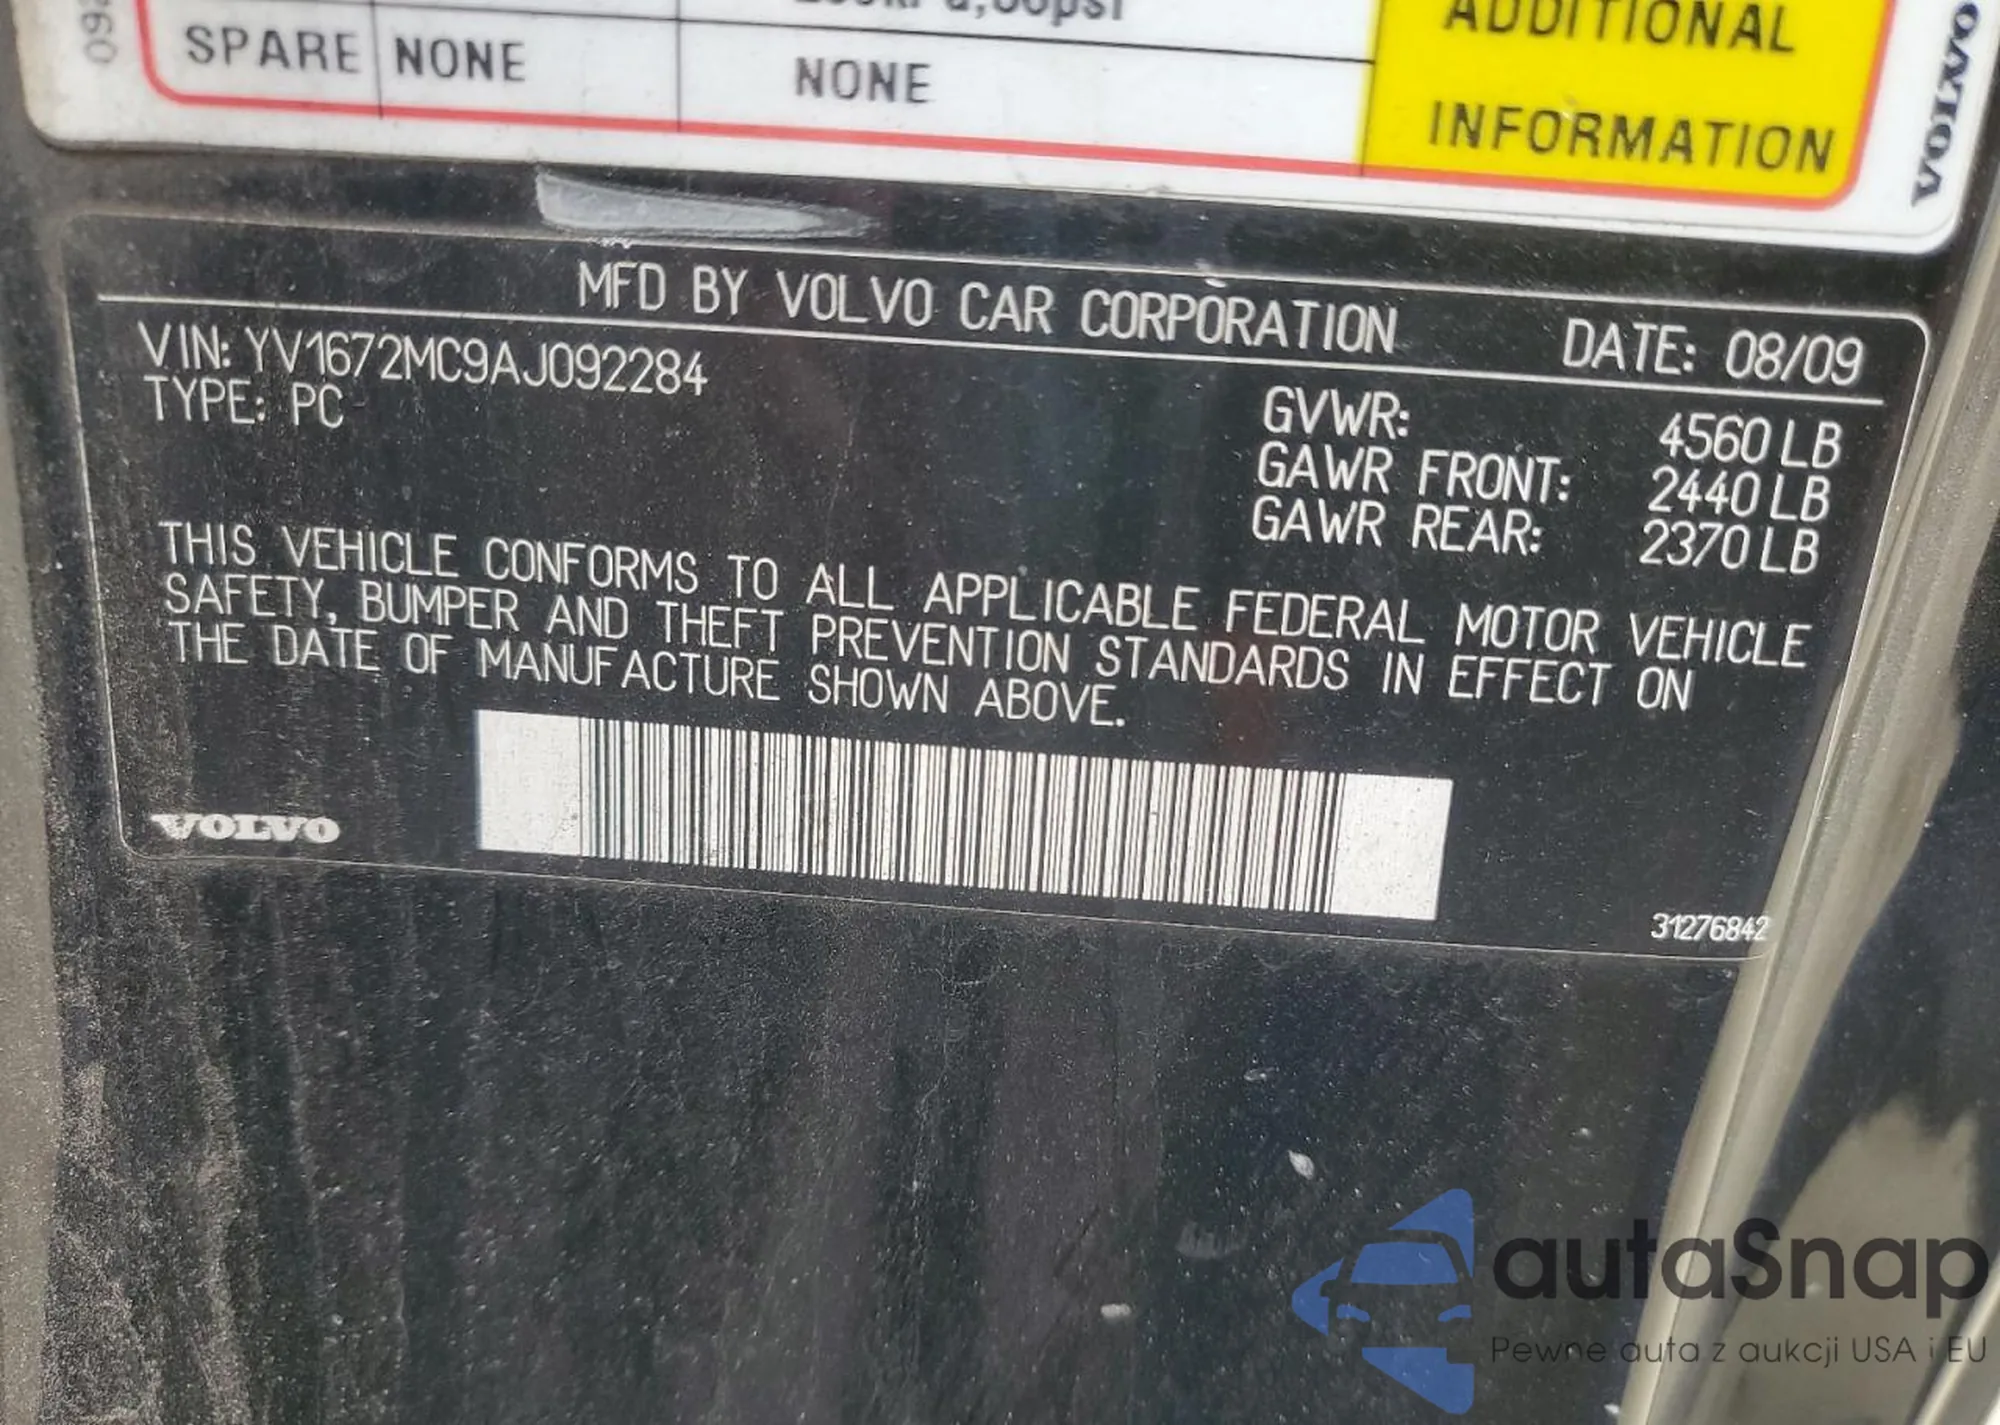 ADDITIONAL
SPARE NONE NONE
INFORMATION
VOLVO
MFD BY VOLVO CAR CORPORATION DATE: 08/09
VIN: YV1672MC9AJ092284
TYPE: PC
GVWR: 4560 LB
GAWR FRONT: 2440 LB
GAWR REAR: 2370 LB
THIS VEHICLE CONFORMS TO ALL APPLICABLE FEDERAL MOTOR VEHICLE
SAFETY, BUMPER AND THEFT PREVENTION STANDARDS IN EFFECT ON
THE DATE OF MANUFACTURE SHOWN ABOVE.
VOLVO
31276842
autaSnap
Pewne auta z aukcji USA i EU